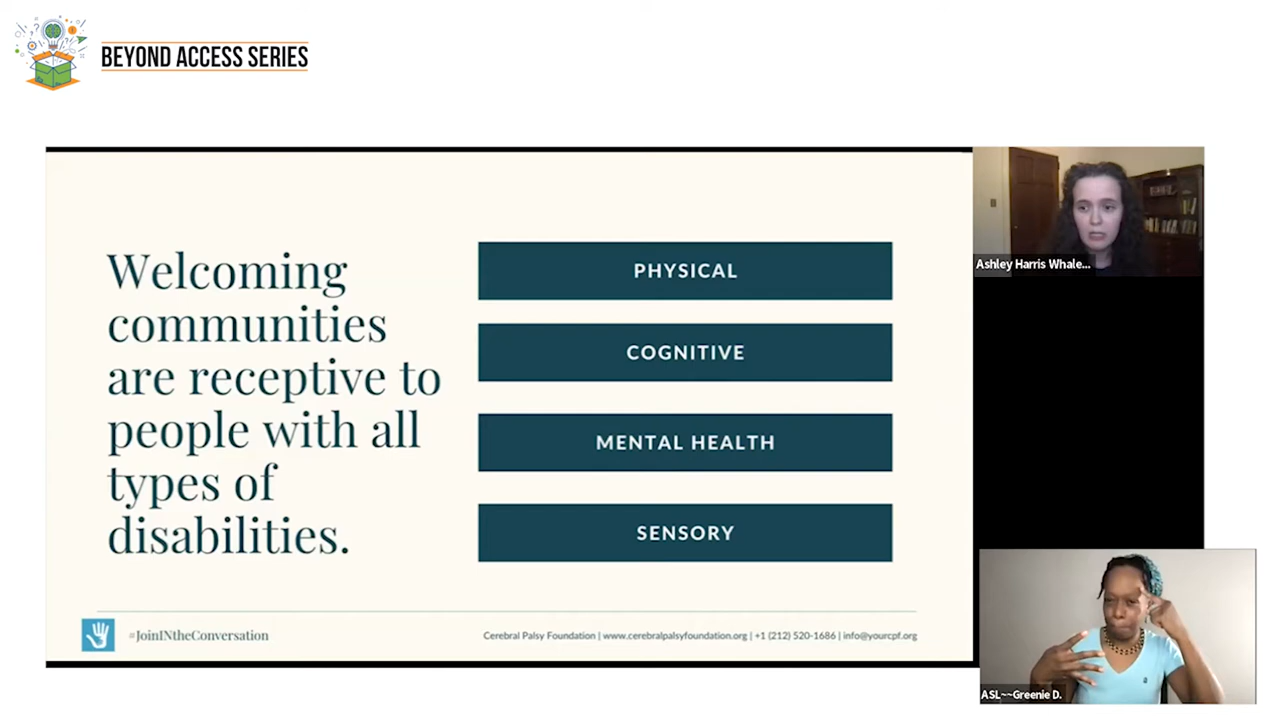 BEYOND ACCESS SERIES
Welcoming
communities
are receptive to
people with all
types of
disabilities.
PHYSICAL
COGNITIVE
MENTAL HEALTH
SENSORY
#JoinINtheConversation
Cerebral Palsy Foundation | www.cerebralpalsyfoundation.org | +1 (212) 520-1686 | info@yourcpf.org
Ashley Harris Whale...
ASL~~Greenie D.